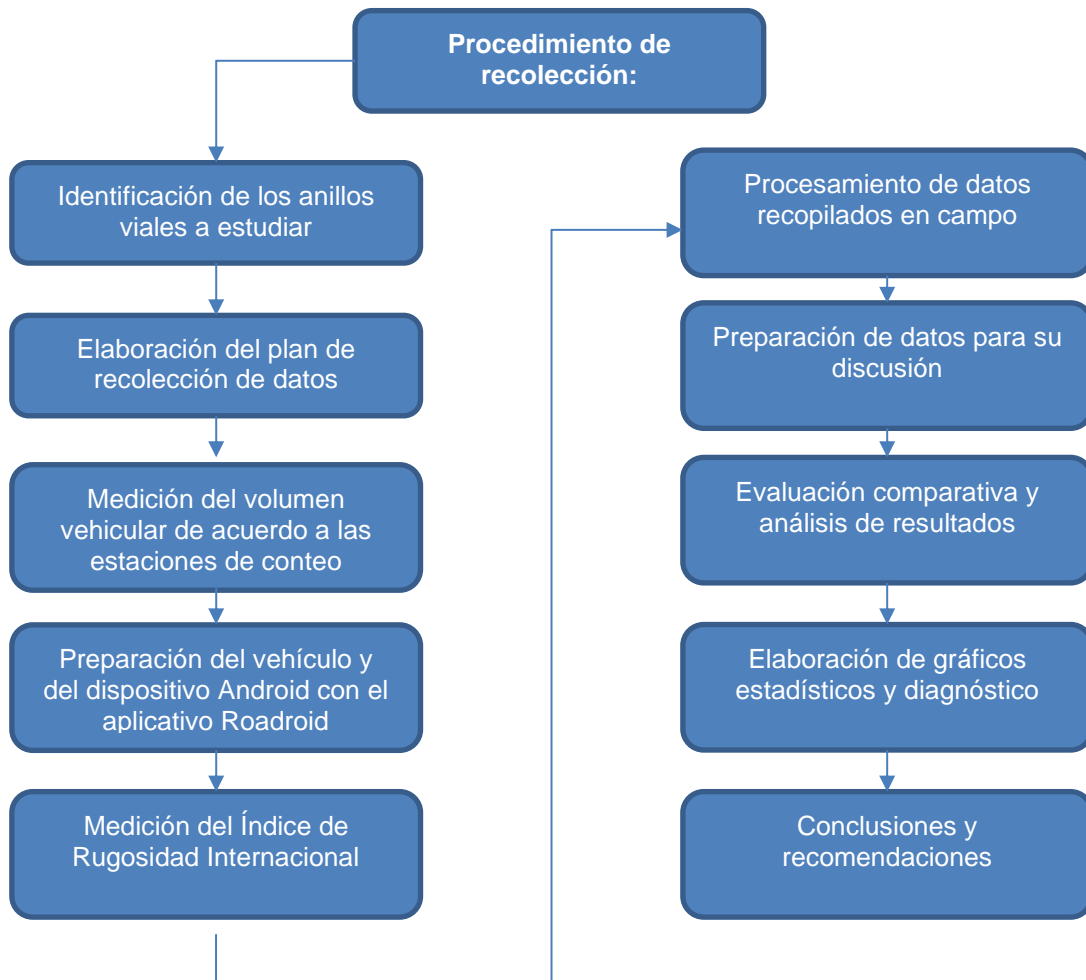 Procedimiento de
recolección:
Identificación de los anillos
viales a estudiar
Elaboración del plan de
recolección de datos
Medición del volumen
vehicular de acuerdo a las
estaciones de conteo
Preparación del vehículo y
del dispositivo Android con el
aplicativo Roadroid
Medición del Índice de
Rugosidad Internacional
Procesamiento de datos
recopilados en campo
Preparación de datos para su
discusión
Evaluación comparativa y
análisis de resultados
Elaboración de gráficos
estadísticos y diagnóstico
Conclusiones y
recomendaciones